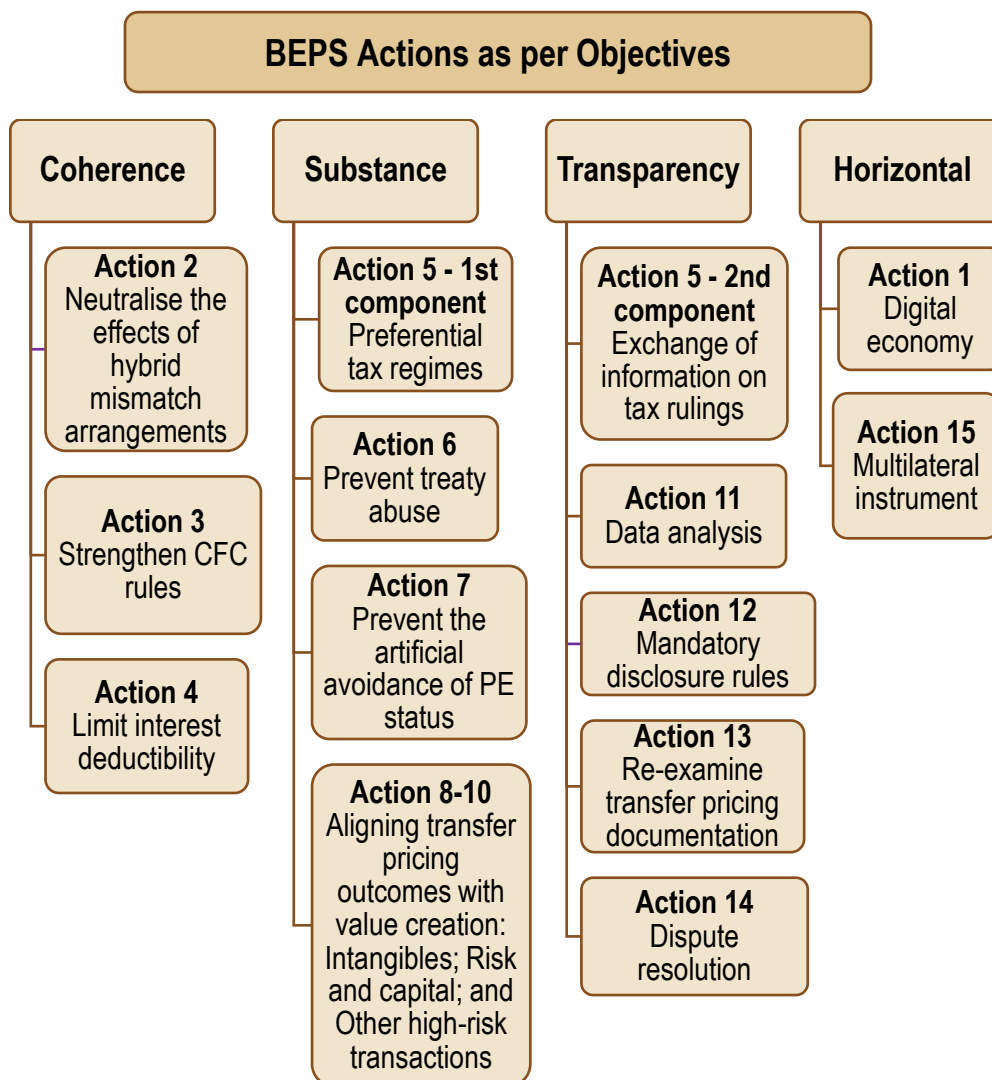 BEPS Actions as per Objectives
Coherence
Action 2
Neutralise the
effects of
hybrid
mismatch
arrangements
Action 3
Strengthen CFC
rules
Action 4
Limit interest
deductibility
Substance
Action 5 - 1st
component
Preferential
tax regimes
Action 6
Prevent treaty
abuse
Action 7
Prevent the
artificial
avoidance of PE
status
Action 8-10
Aligning transfer
pricing
outcomes with
value creation:
Intangibles; Risk
and capital; and
Other high-risk
transactions
Transparency
Action 5 - 2nd
component
Exchange of
information on
tax rulings
Action 11
Data analysis
Action 12
Mandatory
disclosure rules
Action 13
Re-examine
transfer pricing
documentation
Action 14
Dispute
resolution
Horizontal
Action 1
Digital
economy
Action 15
Multilateral
instrument